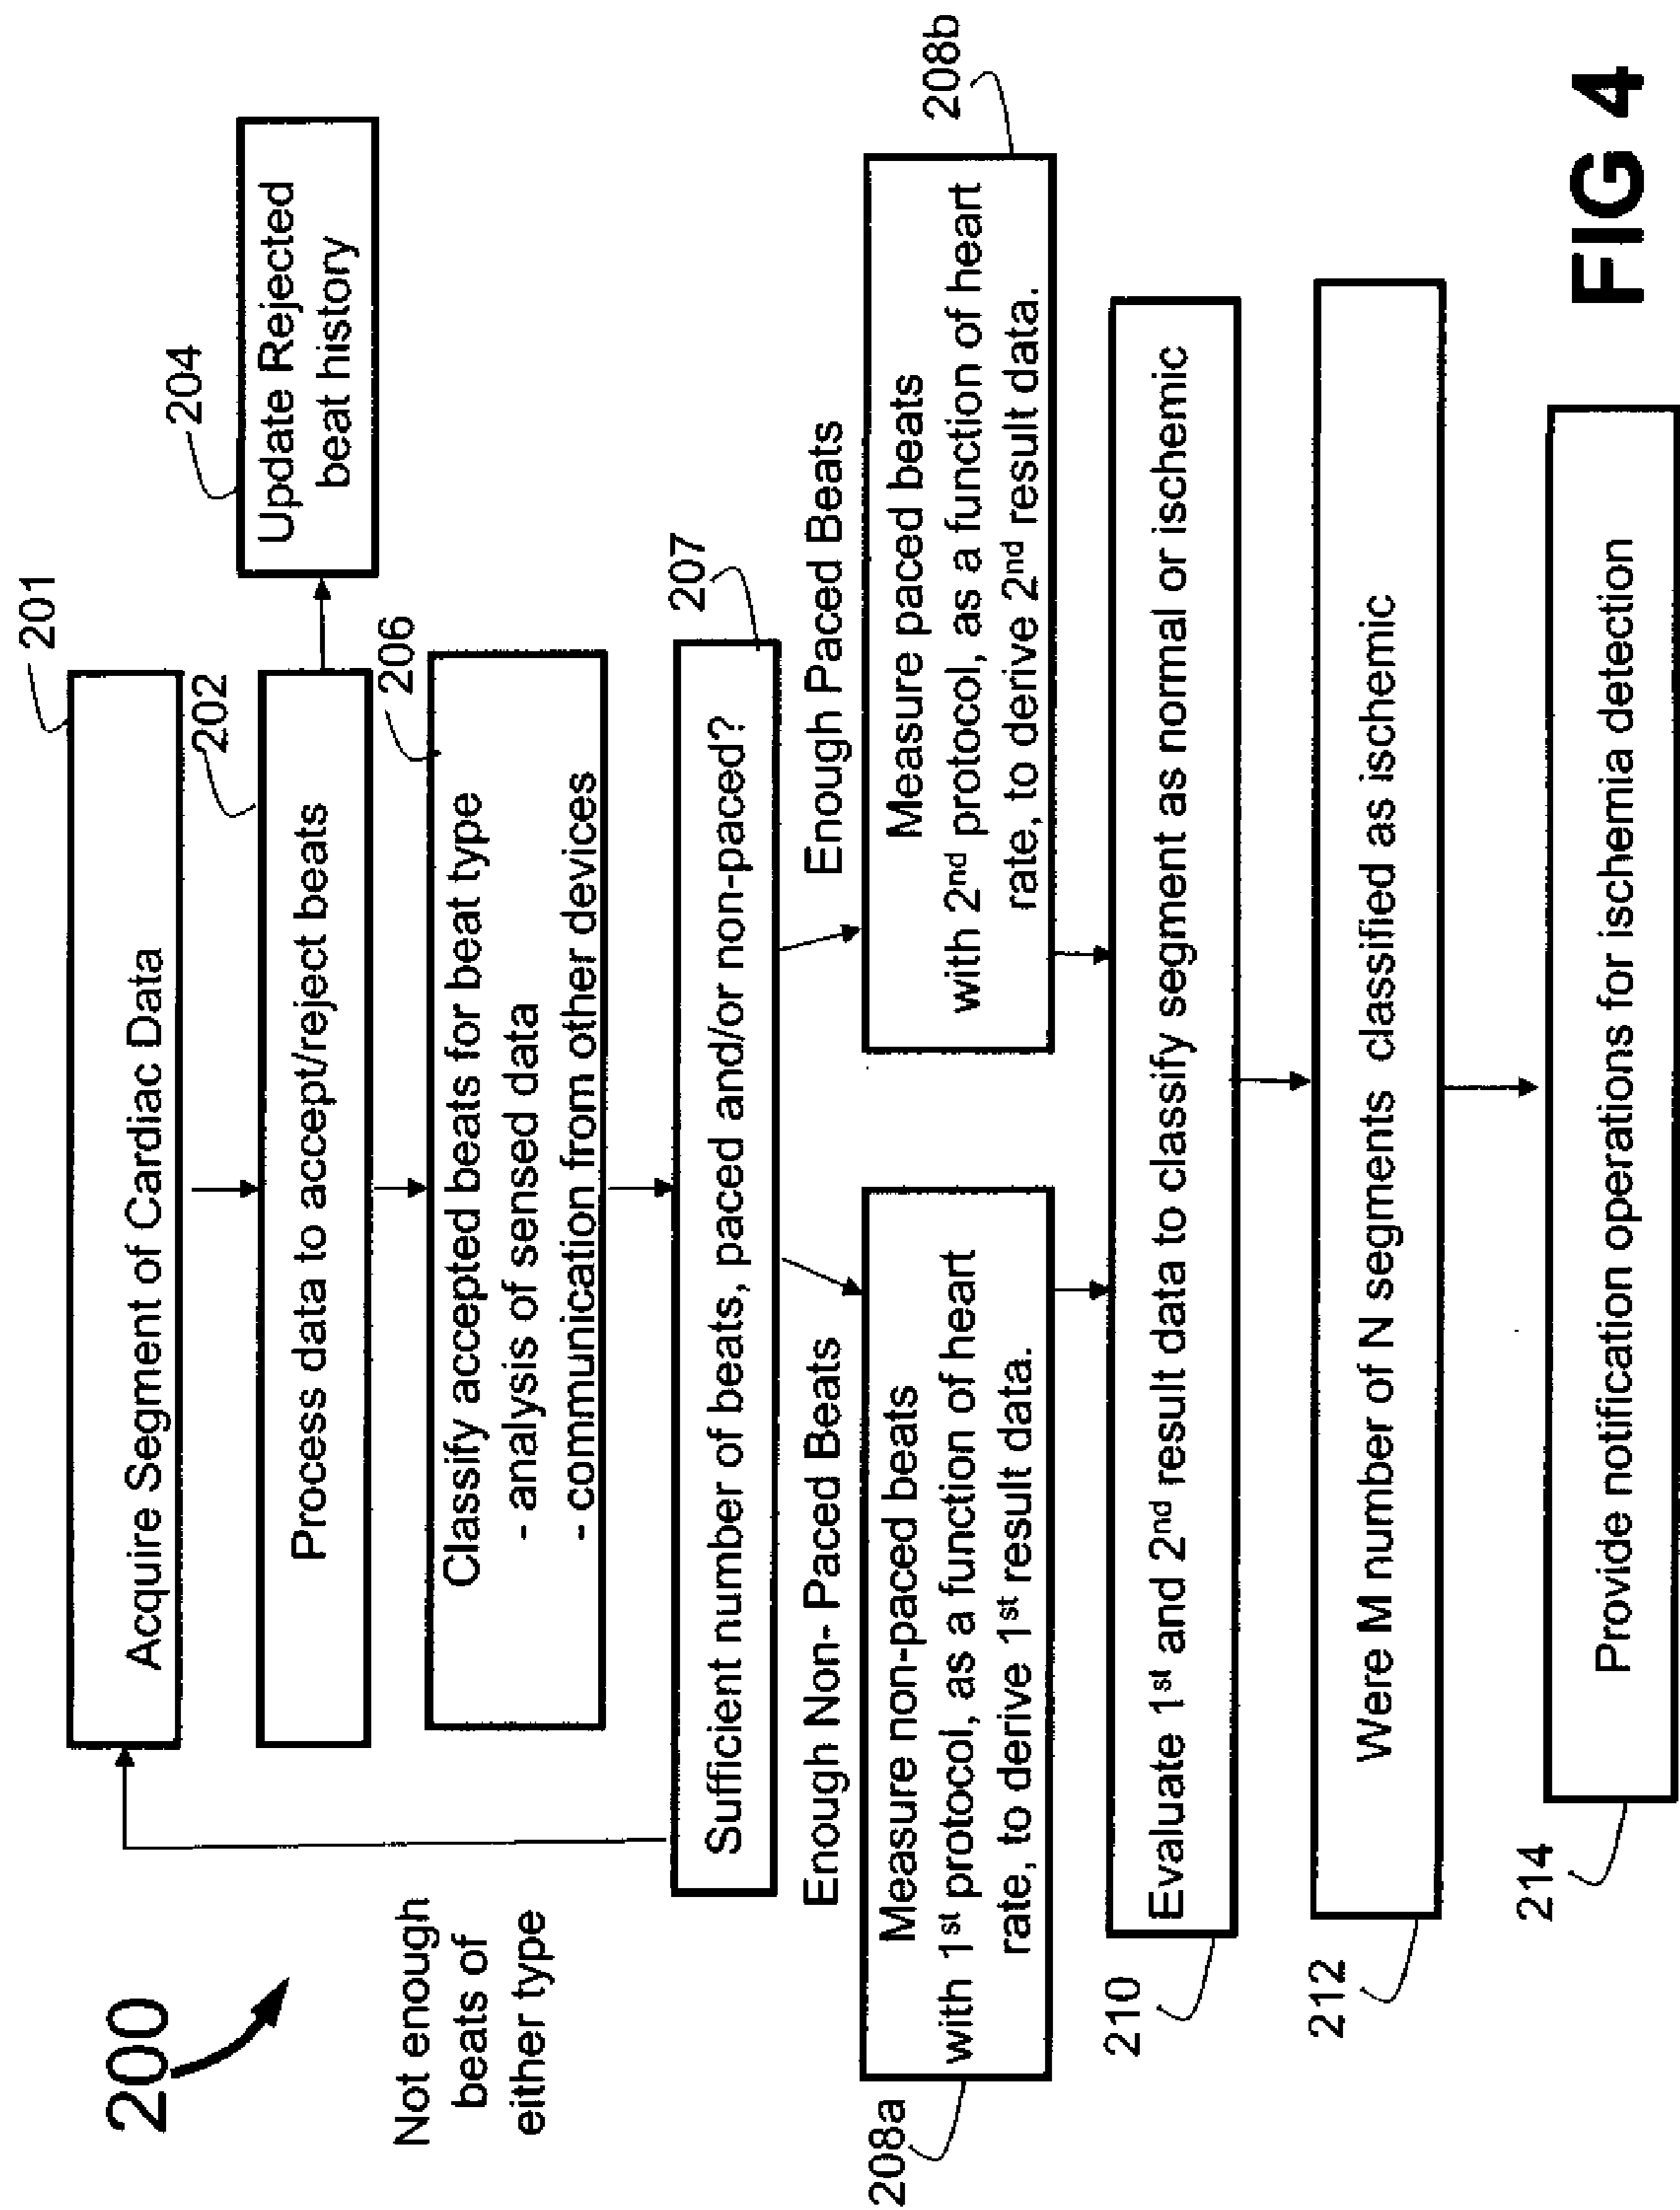 200
201
Acquire Segment of Cardiac Data
202
Process data to accept/reject beats
204
Update Rejected
beat history
206
Classify accepted beats for beat type
- analysis of sensed data
- communication from other devices
Not enough
beats of
either type
207
Sufficient number of beats, paced and/or non-paced?
Enough Non- Paced Beats
Enough Paced Beats
208a
Measure non-paced beats
with 1st protocol, as a function of heart
rate, to derive 1st result data.
208b
Measure paced beats
with 2nd protocol, as a function of heart
rate, to derive 2nd result data.
210
Evaluate 1st and 2nd result data to classify segment as normal or ischemic
212
Were M number of N segments classified as ischemic
214
Provide notification operations for ischemia detection
FIG 4